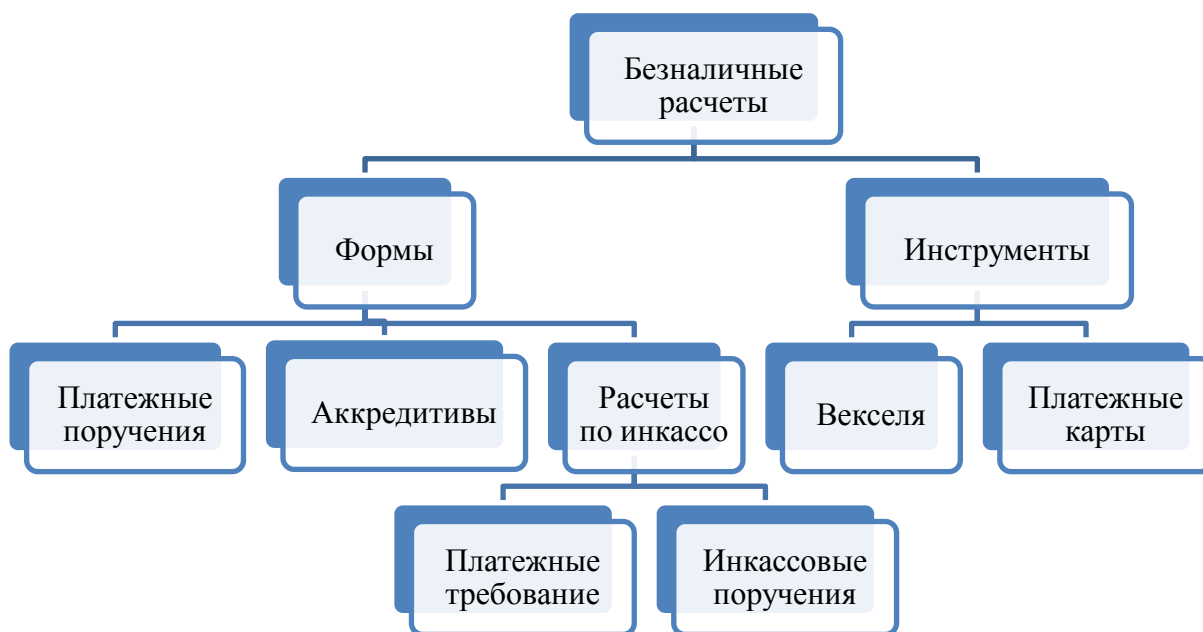 Безналичные
расчеты
Формы
Инструменты
Платежные
поручения
Аккредитивы
Расчеты
по инкассо
Векселя
Платежные
карты
Платежные
требование
Инкассовые
поручения